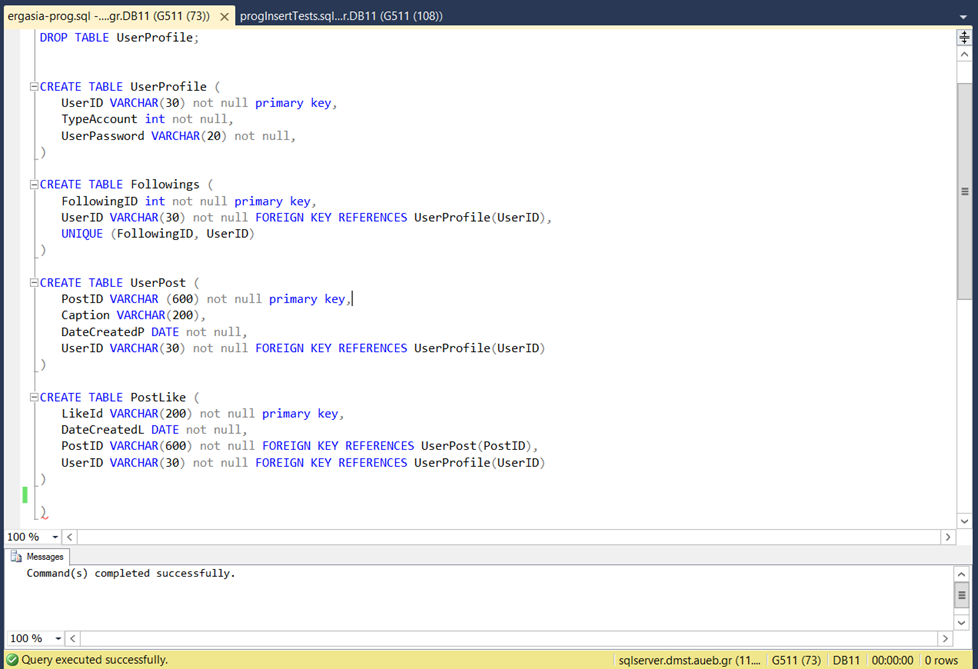 ergasia-prog.sql -....gr.DB11 (G511 (73)) progInsertTests.sql...r.DB11 (G511 (108))
DROP TABLE UserProfile;
CREATE TABLE UserProfile (
UserID VARCHAR(30) not null primary key,
TypeAccount int not null,
UserPassword VARCHAR(20) not null,
)
CREATE TABLE Followings (
FollowingID int not null primary key,
UserID VARCHAR(30) not null FOREIGN KEY REFERENCES UserProfile(UserID),
UNIQUE (FollowingID, UserID)
)
CREATE TABLE UserPost (
PostID VARCHAR (600) not null primary key,
Caption VARCHAR(200),
DateCreatedP DATE not null,
UserID VARCHAR(30) not null FOREIGN KEY REFERENCES UserProfile(UserID)
)
CREATE TABLE PostLike (
LikeId VARCHAR(200) not null primary key,
DateCreatedL DATE not null,
PostID VARCHAR(600) not null FOREIGN KEY REFERENCES UserPost(PostID),
UserID VARCHAR(30) not null FOREIGN KEY REFERENCES UserProfile(UserID)
)
)
100 %
Messages
Command(s) completed successfully.
100 %
Query executed successfully. sqlserver.dmst.aueb.gr (11.... G511 (73) DB11 00:00:00 0 rows